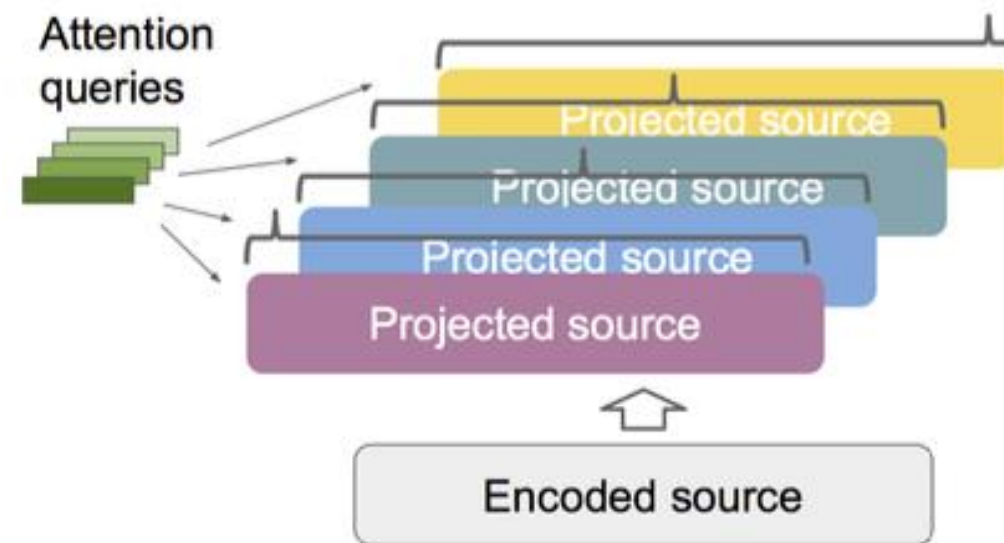 Attention
queries
Projected source
Projected source
Projected source
Projected source
Encoded source